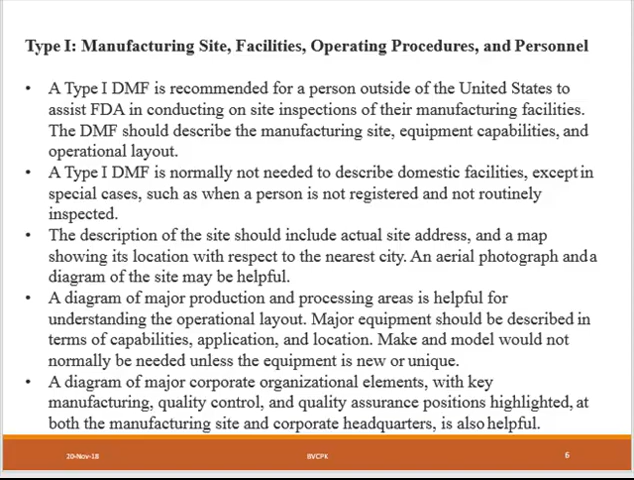 Type I: Manufacturing Site, Facilities, Operating Procedures, and Personnel
• A Type I DMF is recommended for a person outside of the United States to
assist FDA in conducting on site inspections of their manufacturing facilities.
The DMF should describe the manufacturing site, equipment capabilities, and
operational layout.
• A Type I DMF is normally not needed to describe domestic facilities, except in
special cases, such as when a person is not registered and not routinely
inspected.
• The description of the site should include actual site address, and a map
showing its location with respect to the nearest city. An aerial photograph and a
diagram of the site may be helpful.
• A diagram of major production and processing areas is helpful for
understanding the operational layout. Major equipment should be described in
terms of capabilities, application, and location. Make and model would not
normally be needed unless the equipment is new or unique.
• A diagram of major corporate organizational elements, with key
manufacturing, quality control, and quality assurance positions highlighted, at
both the manufacturing site and corporate headquarters, is also helpful.
20-Nov-18 BVCPK 6